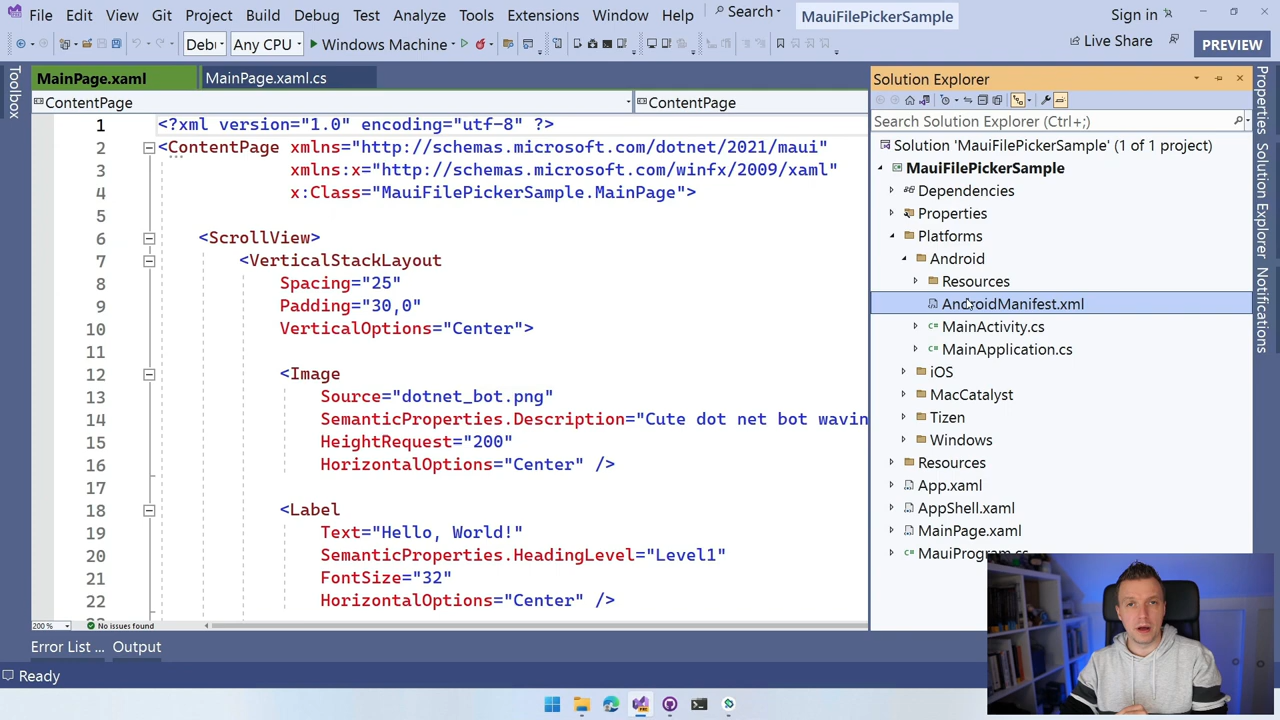 File Edit View Git Project Build Debug Test Analyze Tools Extensions Window Help Search MauiFilePickerSample Sign in
Debu Any CPU Windows Machine Live Share PREVIEW
Toolbox
MainPage.xaml MainPage.xaml.cs
ContentPage ContentPage
1 <?xml version="1.0" encoding="utf-8" ?>
2 <ContentPage xmlns="http://schemas.microsoft.com/dotnet/2021/maui"
3 xmlns:x="http://schemas.microsoft.com/winfx/2009/xaml"
4 x:Class="MauiFilePickerSample.MainPage">
5
6 <ScrollView>
7 <VerticalStackLayout
8 Spacing="25"
9 Padding="30,0"
10 VerticalOptions="Center">
11
12 <Image
13 Source="dotnet_bot.png"
14 SemanticProperties.Description="Cute dot net bot wavin
15 HeightRequest="200"
16 HorizontalOptions="Center" />
17
18 <Label
19 Text="Hello, World!"
20 SemanticProperties.HeadingLevel="Level1"
21 FontSize="32"
22 HorizontalOptions="Center" />
200 % No issues found
Error List ... Output
Ready
Solution Explorer
Search Solution Explorer (Ctrl+;)
Solution 'MauiFilePickerSample' (1 of 1 project)
MauiFilePickerSample
Dependencies
Properties
Platforms
Android
Resources
AndroidManifest.xml
MainActivity.cs
MainApplication.cs
iOS
MacCatalyst
Tizen
Windows
Resources
App.xaml
AppShell.xaml
MainPage.xaml
MauiProgram.cs
Properties
Solution Explorer
Notifications